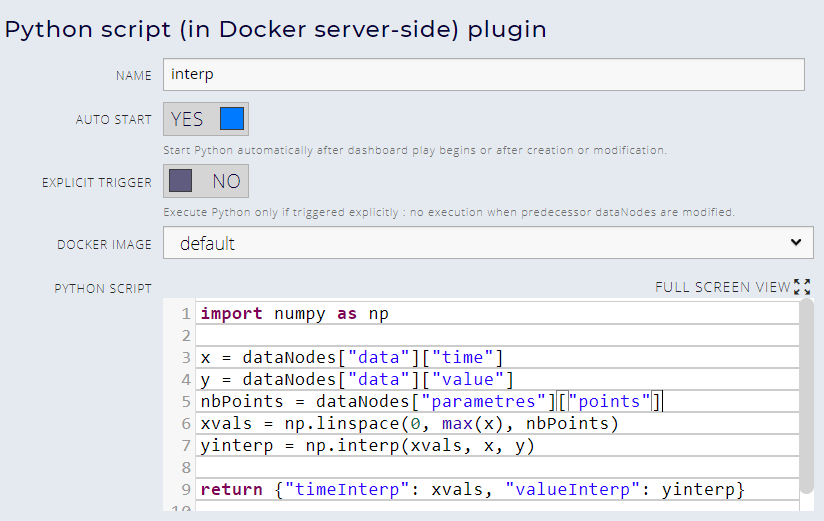 Python script (in Docker server-side) plugin
NAME interp
AUTO START YES
Start Python automatically after dashboard play begins or after creation or modification.
EXPLICIT TRIGGER NO
Execute Python only if triggered explicitly : no execution when predecessor dataNodes are modified.
DOCKER IMAGE default
PYTHON SCRIPT FULL SCREEN VIEW
1 import numpy as np
2
3 x = dataNodes["data"]["time"]
4 y = dataNodes["data"]["value"]
5 nbPoints = dataNodes["parametres"]["points"]
6 xvals = np.linspace(0, max(x), nbPoints)
7 yinterp = np.interp(xvals, x, y)
8
9 return {"timeInterp": xvals, "valueInterp": yinterp}
10